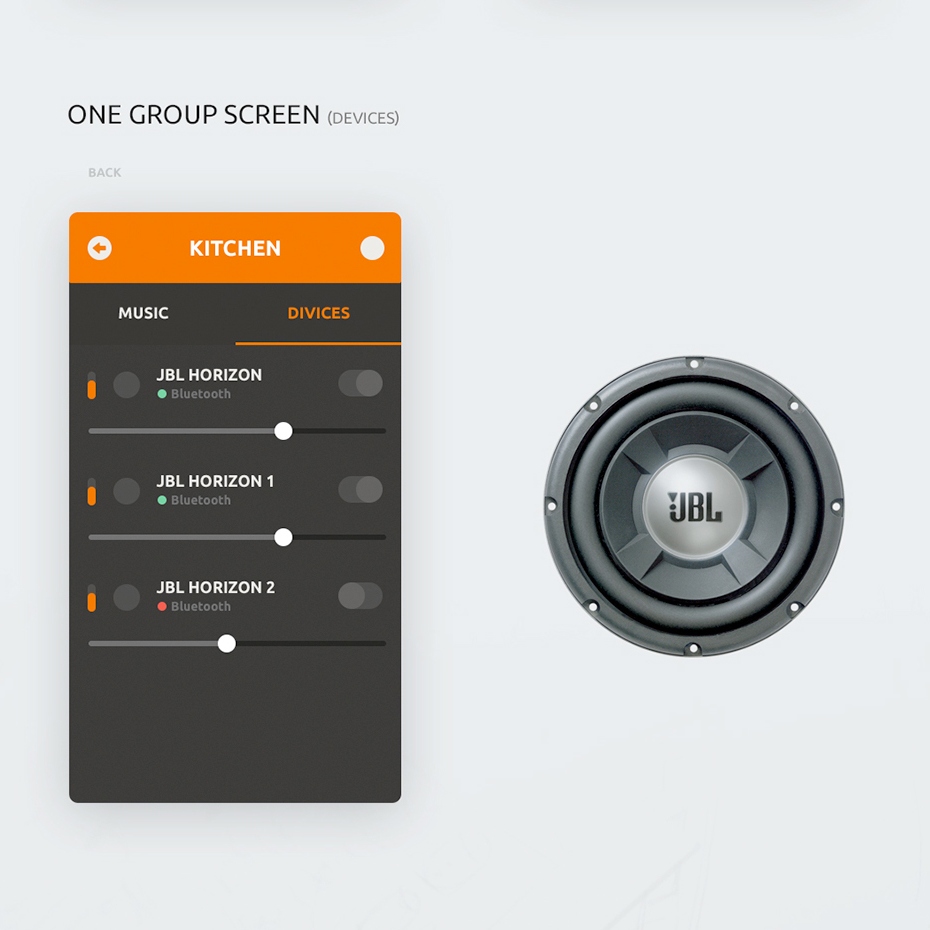 ONE GROUP SCREEN (DEVICES)
BACK
KITCHEN
MUSIC
DIVICES
JBL HORIZON
Bluetooth
JBL HORIZON 1
Bluetooth
JBL HORIZON 2
Bluetooth
JBL